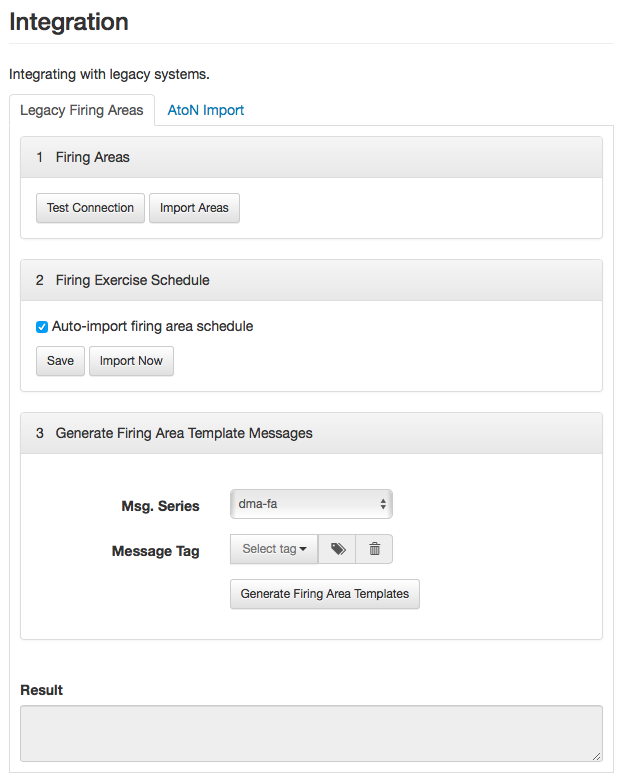 Integration
Integrating with legacy systems.
Legacy Firing Areas AtoN Import
1 Firing Areas
Test Connection Import Areas
2 Firing Exercise Schedule
Auto-import firing area schedule
Save Import Now
3 Generate Firing Area Template Messages
Msg. Series dma-fa
Message Tag Select tag
Generate Firing Area Templates
Result